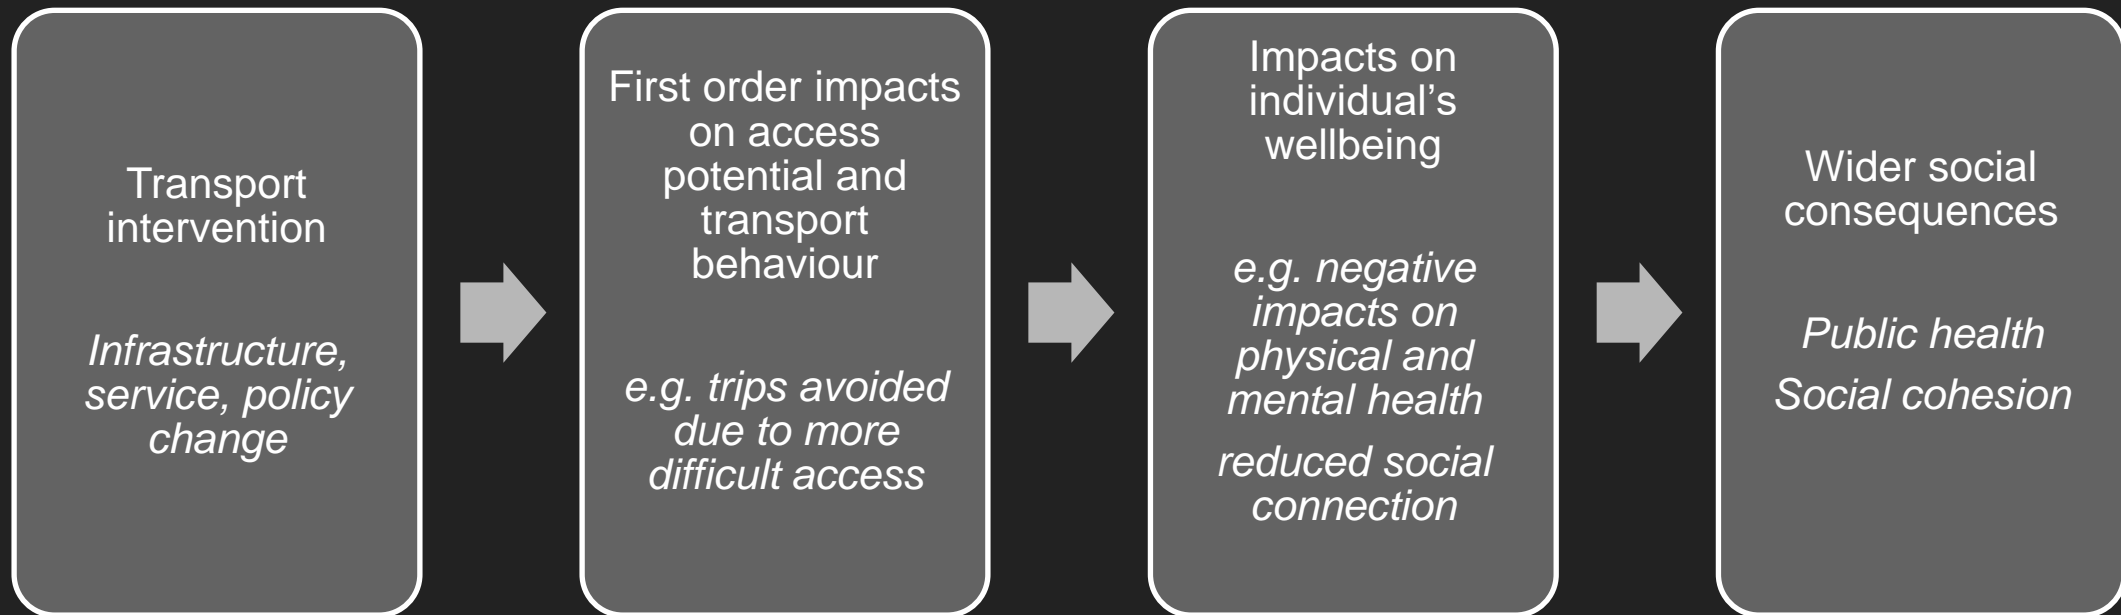 Transport
intervention
Infrastructure,
service, policy
change
First order impacts
on access
potential and
transport
behaviour
e.g. trips avoided
due to more
difficult access
Impacts on
individual’s
wellbeing
e.g. negative
impacts on
physical and
mental health
reduced social
connection
Wider social
consequences
Public health
Social cohesion